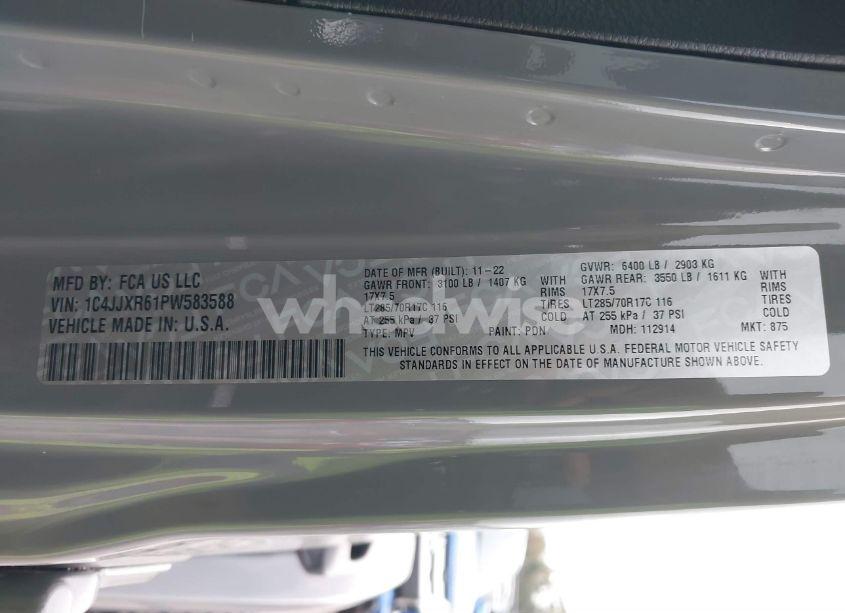 MFD BY: FCA US LLC
VIN: 1C4JJXR61PW583588
VEHICLE MADE IN: U.S.A.
DATE OF MFR (BUILT): 11-22
GAWR FRONT: 3100 LB / 1407 KG WITH
17X7.5 RIMS
LT285/70R17C 116 TIRES
AT 255 kPa / 37 PSI COLD
TYPE: MPV PAINT: PDN
GVWR: 6400 LB / 2903 KG
GAWR REAR: 3550 LB / 1611 KG WITH
17X7.5 RIMS
LT285/70R17C 116 TIRES
AT 255 kPa / 37 PSI COLD
MDH: 112914 MKT: 875
THIS VEHICLE CONFORMS TO ALL APPLICABLE U.S.A. FEDERAL MOTOR VEHICLE SAFETY
STANDARDS IN EFFECT ON THE DATE OF MANUFACTURE SHOWN ABOVE.